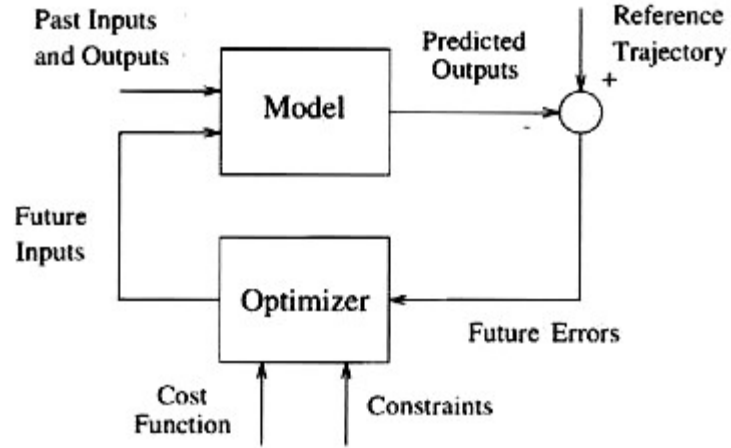 Past Inputs
and Outputs
Predicted
Outputs
Reference
Trajectory
+
Model
-
Future
Inputs
Optimizer
Future Errors
Cost
Function
Constraints